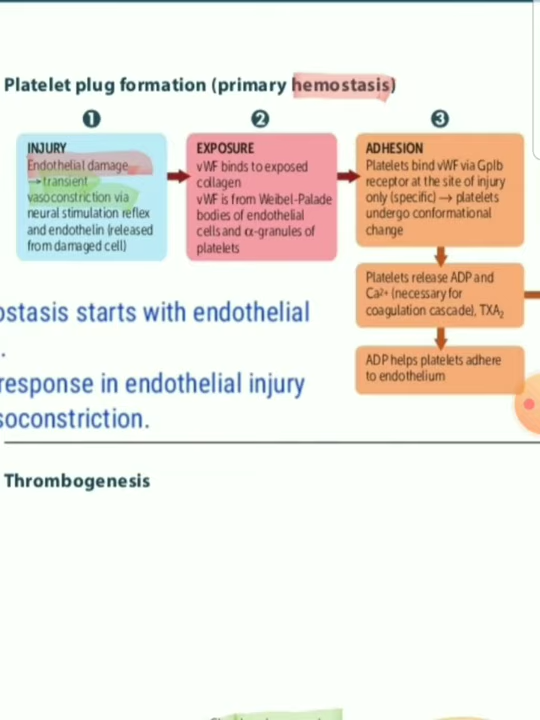 Platelet plug formation (primary hemostasis)
1
2
3
INJURY
Endothelial damage
→transient
vasoconstriction via
neural stimulation reflex
and endothelin (released
from damaged cell)
EXPOSURE
vWF binds to exposed
collagen
vWF is from Weibel-Palade
bodies of endothelial
cells and α-granules of
platelets
ADHESION
Platelets bind vWF via GpIb
receptor at the site of injury
only (specific) → platelets
undergo conformational
change
Platelets release ADP and
Ca2+ (necessary for
coagulation cascade), TXA2
ADP helps platelets adhere
to endothelium
ostasis starts with endothelial
.
response in endothelial injury
soconstriction.
Thrombogenesis